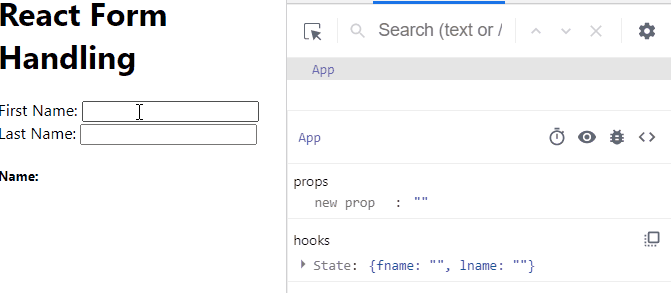 React Form
Handling
First Name:
Last Name:
Name:
Search (text or /
App
App
props
new prop : ""
hooks
State: {fname: "", lname: ""}